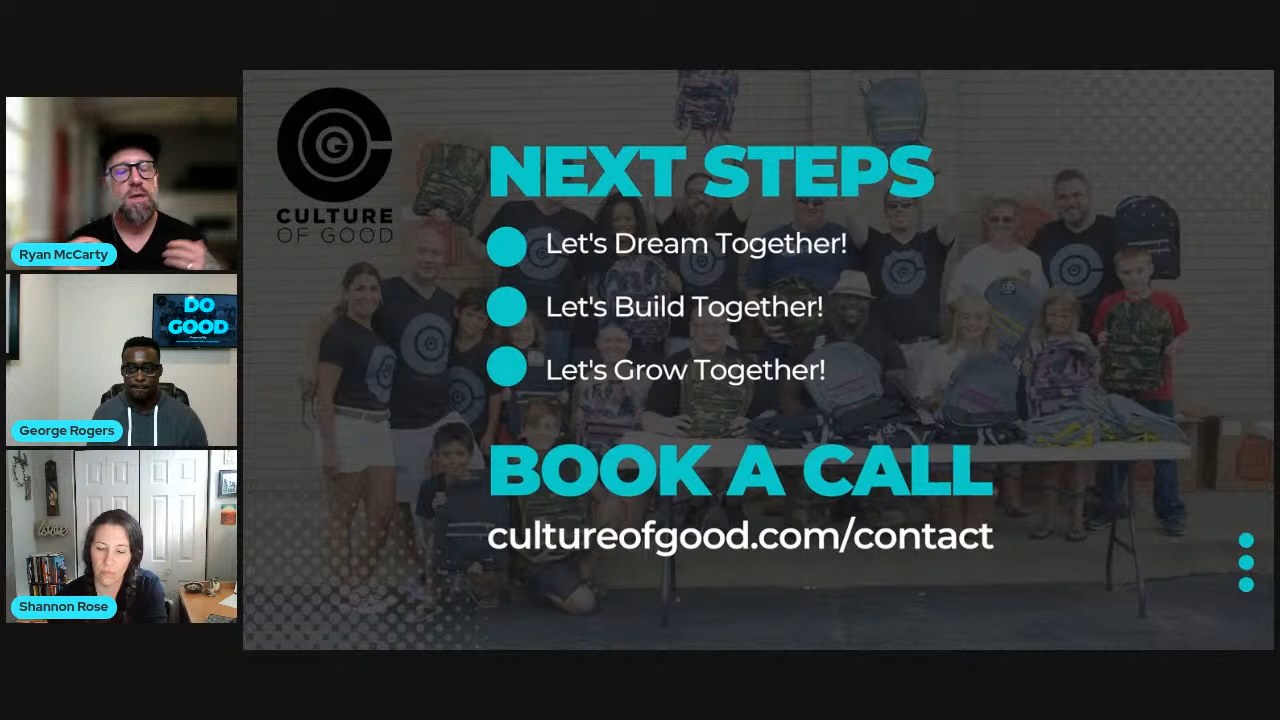 Ryan McCarty
DO
GOOD
George Rogers
love
Shannon Rose
CULTURE
OF GOOD
NEXT STEPS
Let's Dream Together!
Let's Build Together!
Let's Grow Together!
BOOK A CALL
cultureofgood.com/contact